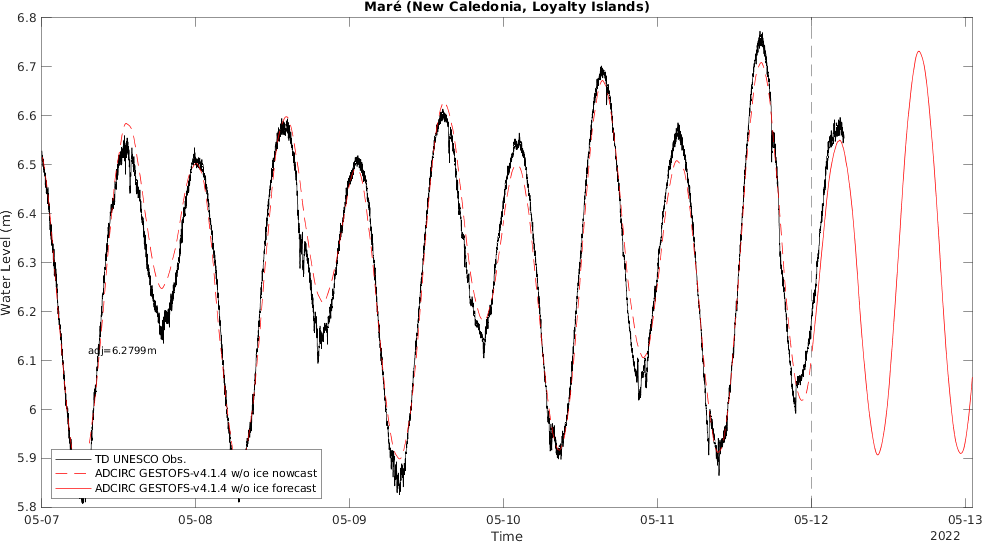 Maré (New Caledonia, Loyalty Islands)
6.8
6.7
6.6
6.5
6.4
6.3
6.2
6.1
6
5.9
5.8
Water Level (m)
adj=6.2799m
TD UNESCO Obs.
ADCIRC GESTOFS-v4.1.4 w/o ice nowcast
ADCIRC GESTOFS-v4.1.4 w/o ice forecast
05-07 05-08 05-09 05-10 05-11 05-12 05-13
Time
2022